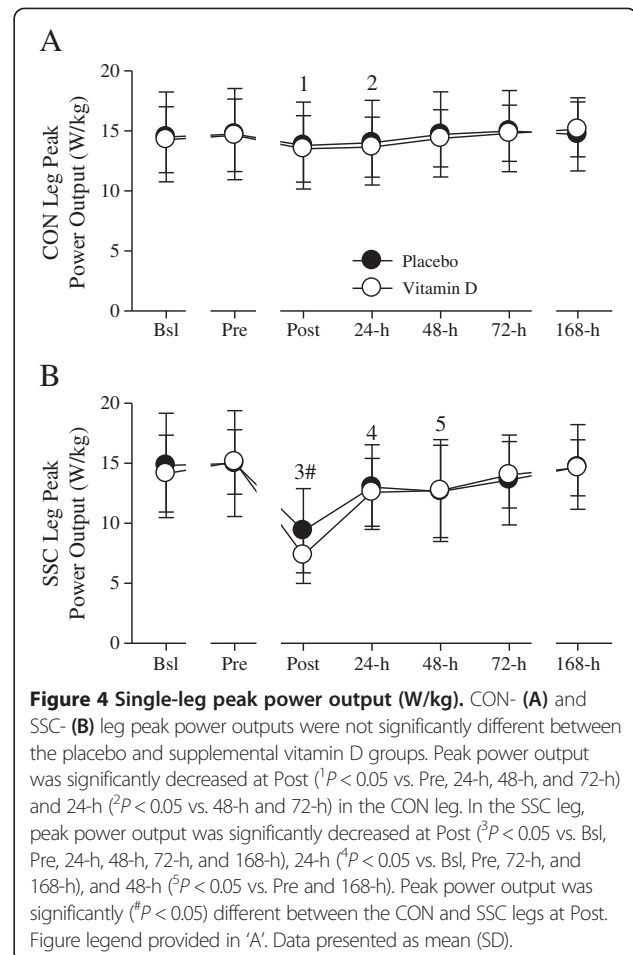 A
20
15
10
5
0
CON Leg Peak
Power Output (W/kg)
1 2
Placebo
Vitamin D
Bsl Pre Post 24-h 48-h 72-h 168-h
B
20
15
10
5
0
SSC Leg Peak
Power Output (W/kg)
3# 4 5
Bsl Pre Post 24-h 48-h 72-h 168-h
Figure 4 Single-leg peak power output (W/kg). CON- (A) and
SSC- (B) leg peak power outputs were not significantly different between
the placebo and supplemental vitamin D groups. Peak power output
was significantly decreased at Post (¹P < 0.05 vs. Pre, 24-h, 48-h, and 72-h)
and 24-h (²P < 0.05 vs. 48-h and 72-h) in the CON leg. In the SSC leg,
peak power output was significantly decreased at Post (³P < 0.05 vs. Bsl,
Pre, 24-h, 48-h, 72-h, and 168-h), 24-h (⁴P < 0.05 vs. Bsl, Pre, 72-h, and
168-h), and 48-h (⁵P < 0.05 vs. Pre and 168-h). Peak power output was
significantly (#P < 0.05) different between the CON and SSC legs at Post.
Figure legend provided in ‘A’. Data presented as mean (SD).